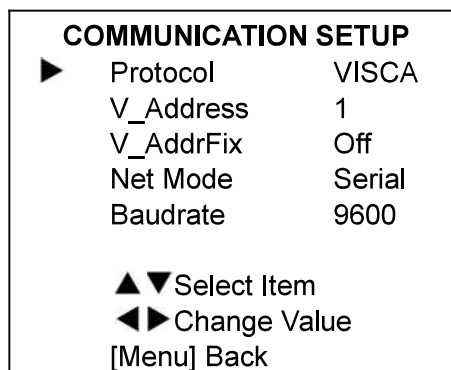 COMMUNICATION SETUP
▶ Protocol VISCA
V_Address 1
V_AddrFix Off
Net Mode Serial
Baudrate 9600
▲▼Select Item
◀▶Change Value
[Menu] Back